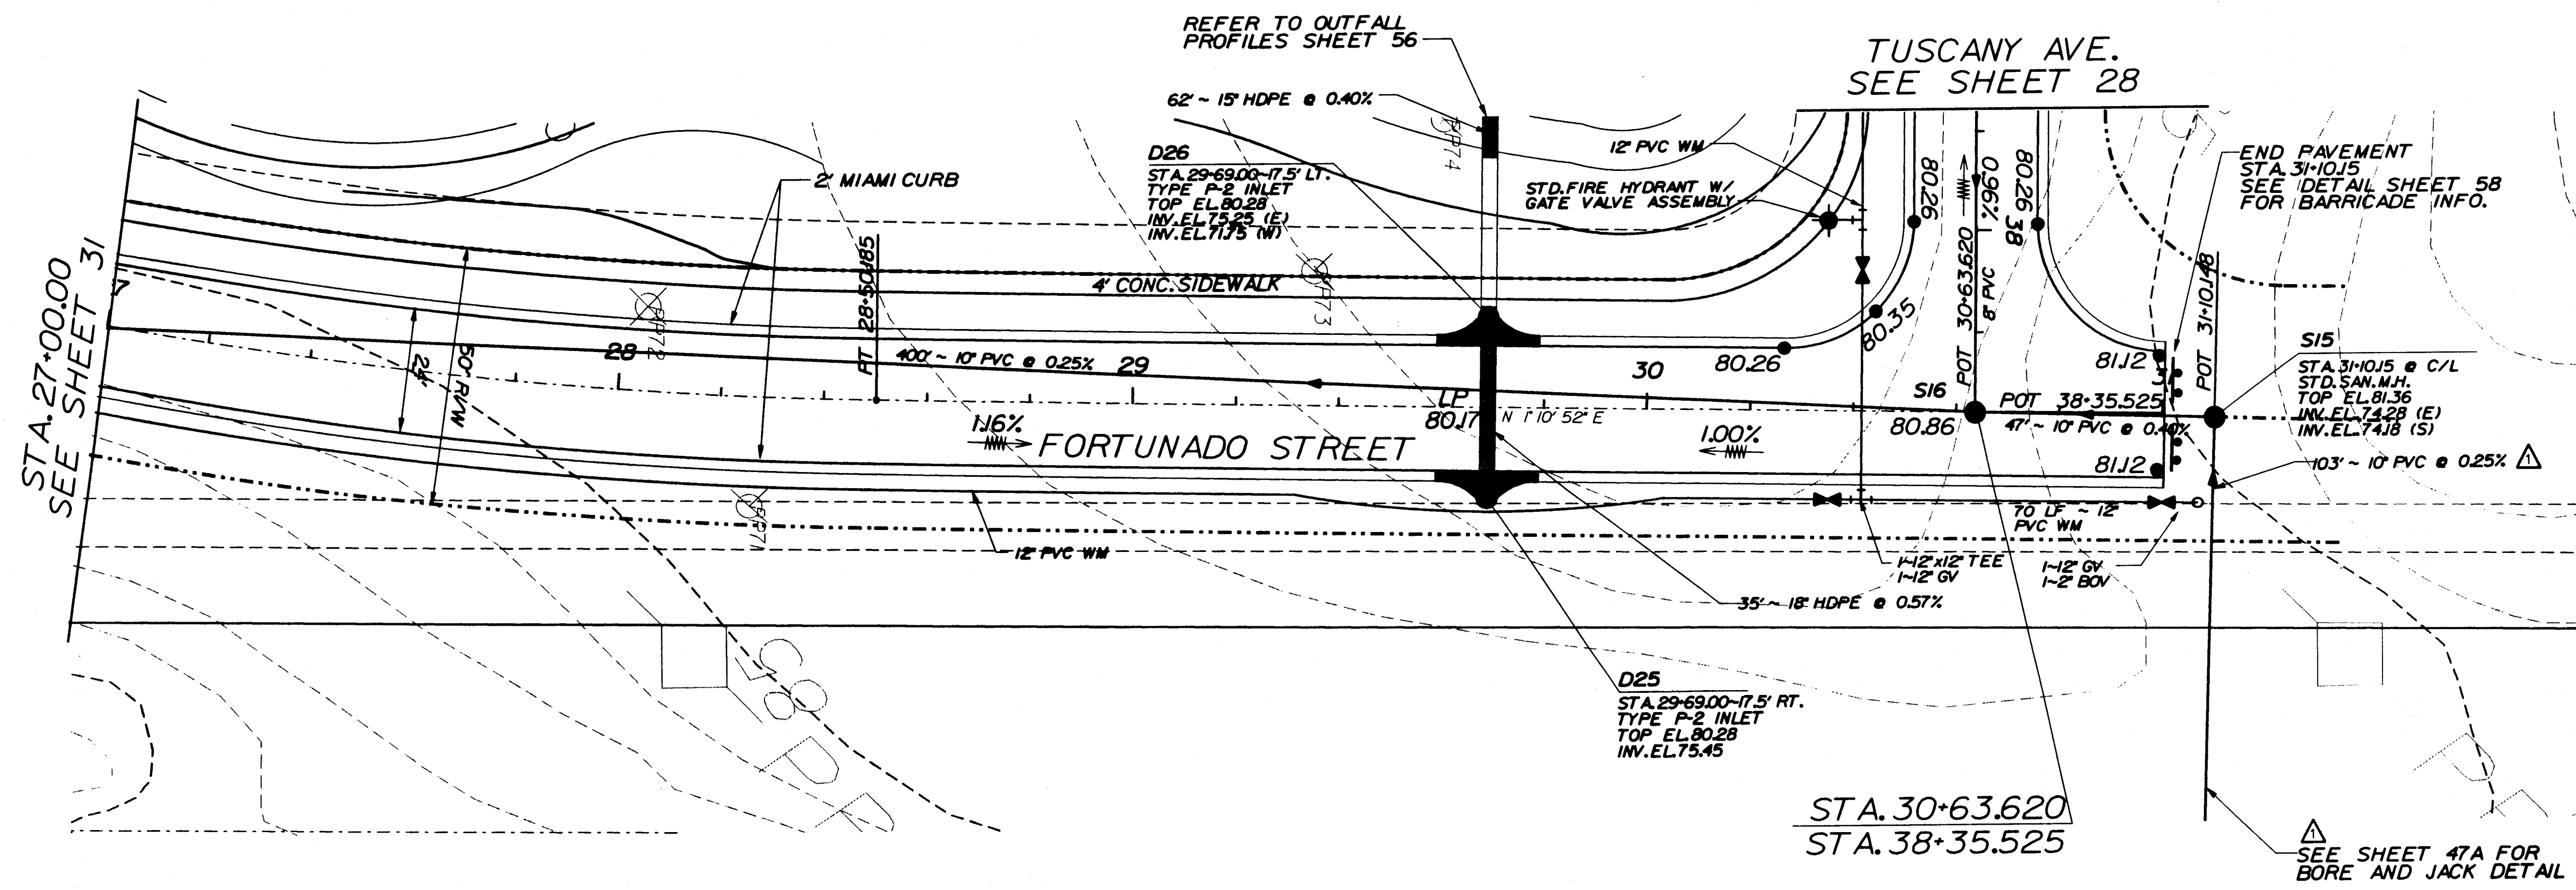 REFER TO OUTFALL
PROFILES SHEET 56
TUSCANY AVE.
SEE SHEET 28
62' ~ 15" HDPE @ 0.40%
D26
STA.29+69.00~17.5' LT.
TYPE P-2 INLET
TOP EL.80.28
INV.EL.75.25 (E)
INV.EL.71.75 (W)
12" PVC WM
STD.FIRE HYDRANT W/
GATE VALVE ASSEMBLY
END PAVEMENT
STA.31+10.15
SEE DETAIL SHEET 58
FOR BARRICADE INFO.
2' MIAMI CURB
4' CONC.SIDEWALK
STA.27+00.00
SEE SHEET 31
PT 28+50.185
PP72
PP73
PP74
PP71
80.26
0.96%
80.26
38
POT 30+63.620
8" PVC
POT 31+10.148
24'
50' R/W
28
400' ~ 10" PVC @ 0.25%
29
30
80.26
80.35
81.12
S15
STA.31+10.15 @ C/L
STD.SAN.M.H.
TOP EL.81.36
INV.EL.74.28 (E)
INV.EL.74.18 (S)
S16
80.86
POT 38+35.525
47' ~ 10" PVC @ 0.40%
LP
80.17
N 1°10'52" E
1.16%
FORTUNADO STREET
1.00%
81.12
103' ~ 10" PVC @ 0.25% 1
70 LF ~ 12"
PVC WM
12" PVC WM
1~12"x12" TEE
1~12" GV
1~12" GV
1~2" BOV
35' ~ 18" HDPE @ 0.57%
D25
STA.29+69.00~17.5' RT.
TYPE P-2 INLET
TOP EL.80.28
INV.EL.75.45
STA.30+63.620
STA.38+35.525
1
SEE SHEET 47A FOR
BORE AND JACK DETAIL